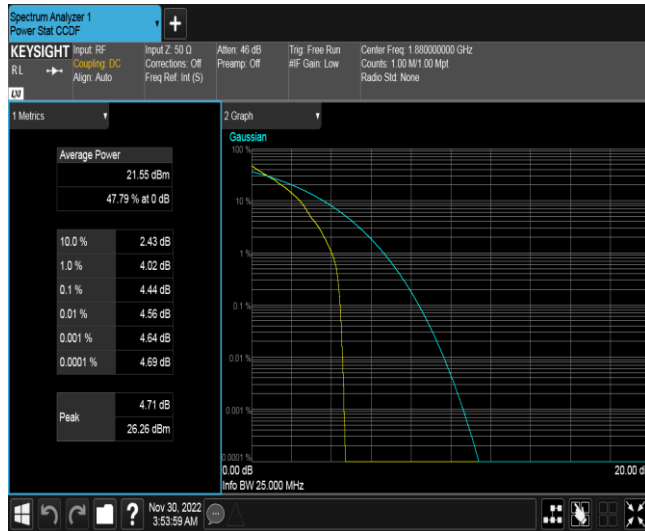 Spectrum Analyzer 1
Power Stat CCDF
+
KEYSIGHT
RL
LXI
Input: RF
Coupling: DC
Align: Auto
Input Z: 50 Ω
Corrections: Off
Freq Ref: Int (S)
Atten: 46 dB
Preamp: Off
Trig: Free Run
#IF Gain: Low
Center Freq: 1.880000000 GHz
Counts: 1.00 M/1.00 Mpt
Radio Std: None
1 Metrics
Average Power
21.55 dBm
47.79 % at 0 dB
10.0 % 2.43 dB
1.0 % 4.02 dB
0.1 % 4.44 dB
0.01 % 4.56 dB
0.001 % 4.64 dB
0.0001 % 4.69 dB
Peak
4.71 dB
26.26 dBm
2 Graph
Gaussian
100 %
10 %
1 %
0.1 %
0.01 %
0.001 %
0.0001 %
0.00 dB 20.00 d
Info BW 25.000 MHz
?
Nov 30, 2022
3:53:59 AM